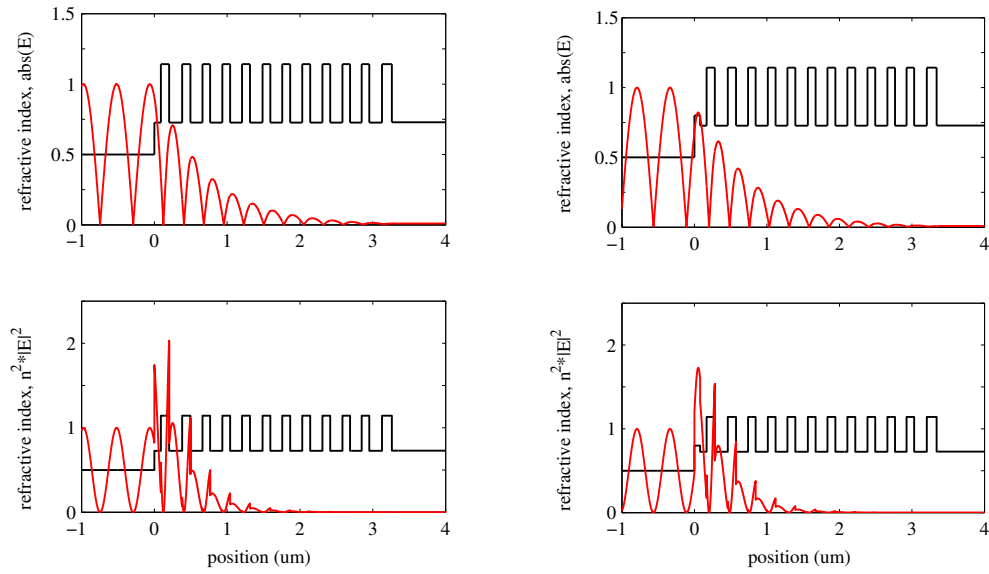 refractive index, abs(E)
1.5
1
0.5
0
−1 0 1 2 3 4
refractive index, abs(E)
1.5
1
0.5
0
−1 0 1 2 3 4
refractive index, n²*|E|²
2
1
0
−1 0 1 2 3 4
position (um)
refractive index, n²*|E|²
2
1
0
−1 0 1 2 3 4
position (um)